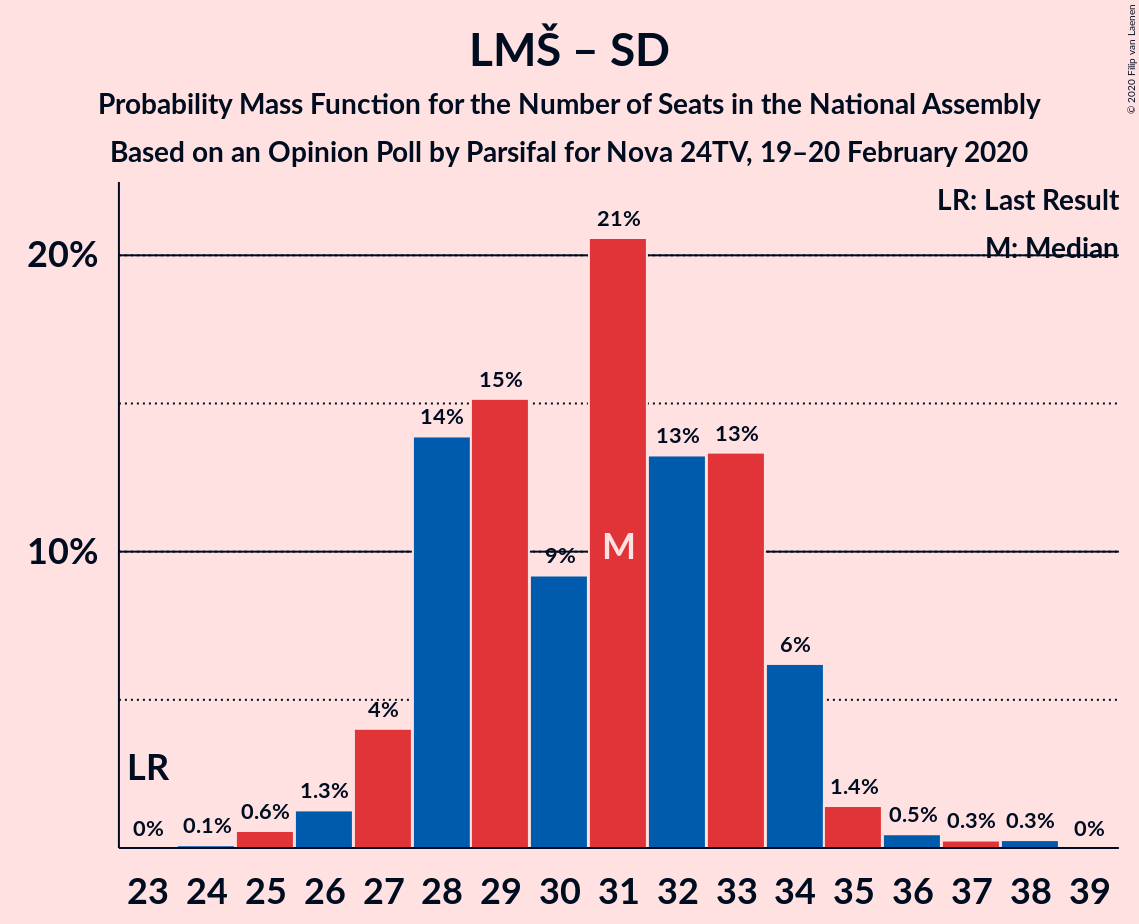 LMŠ – SD
Probability Mass Function for the Number of Seats in the National Assembly
Based on an Opinion Poll by Parsifal for Nova 24TV, 19–20 February 2020
© 2020 Filip van Laenen
LR: Last Result
M: Median
20%
10%
0%
0.1%
0.6%
1.3%
4%
14%
15%
9%
21%
13%
13%
6%
1.4%
0.5%
0.3%
0.3%
0%
LR
M
23 24 25 26 27 28 29 30 31 32 33 34 35 36 37 38 39